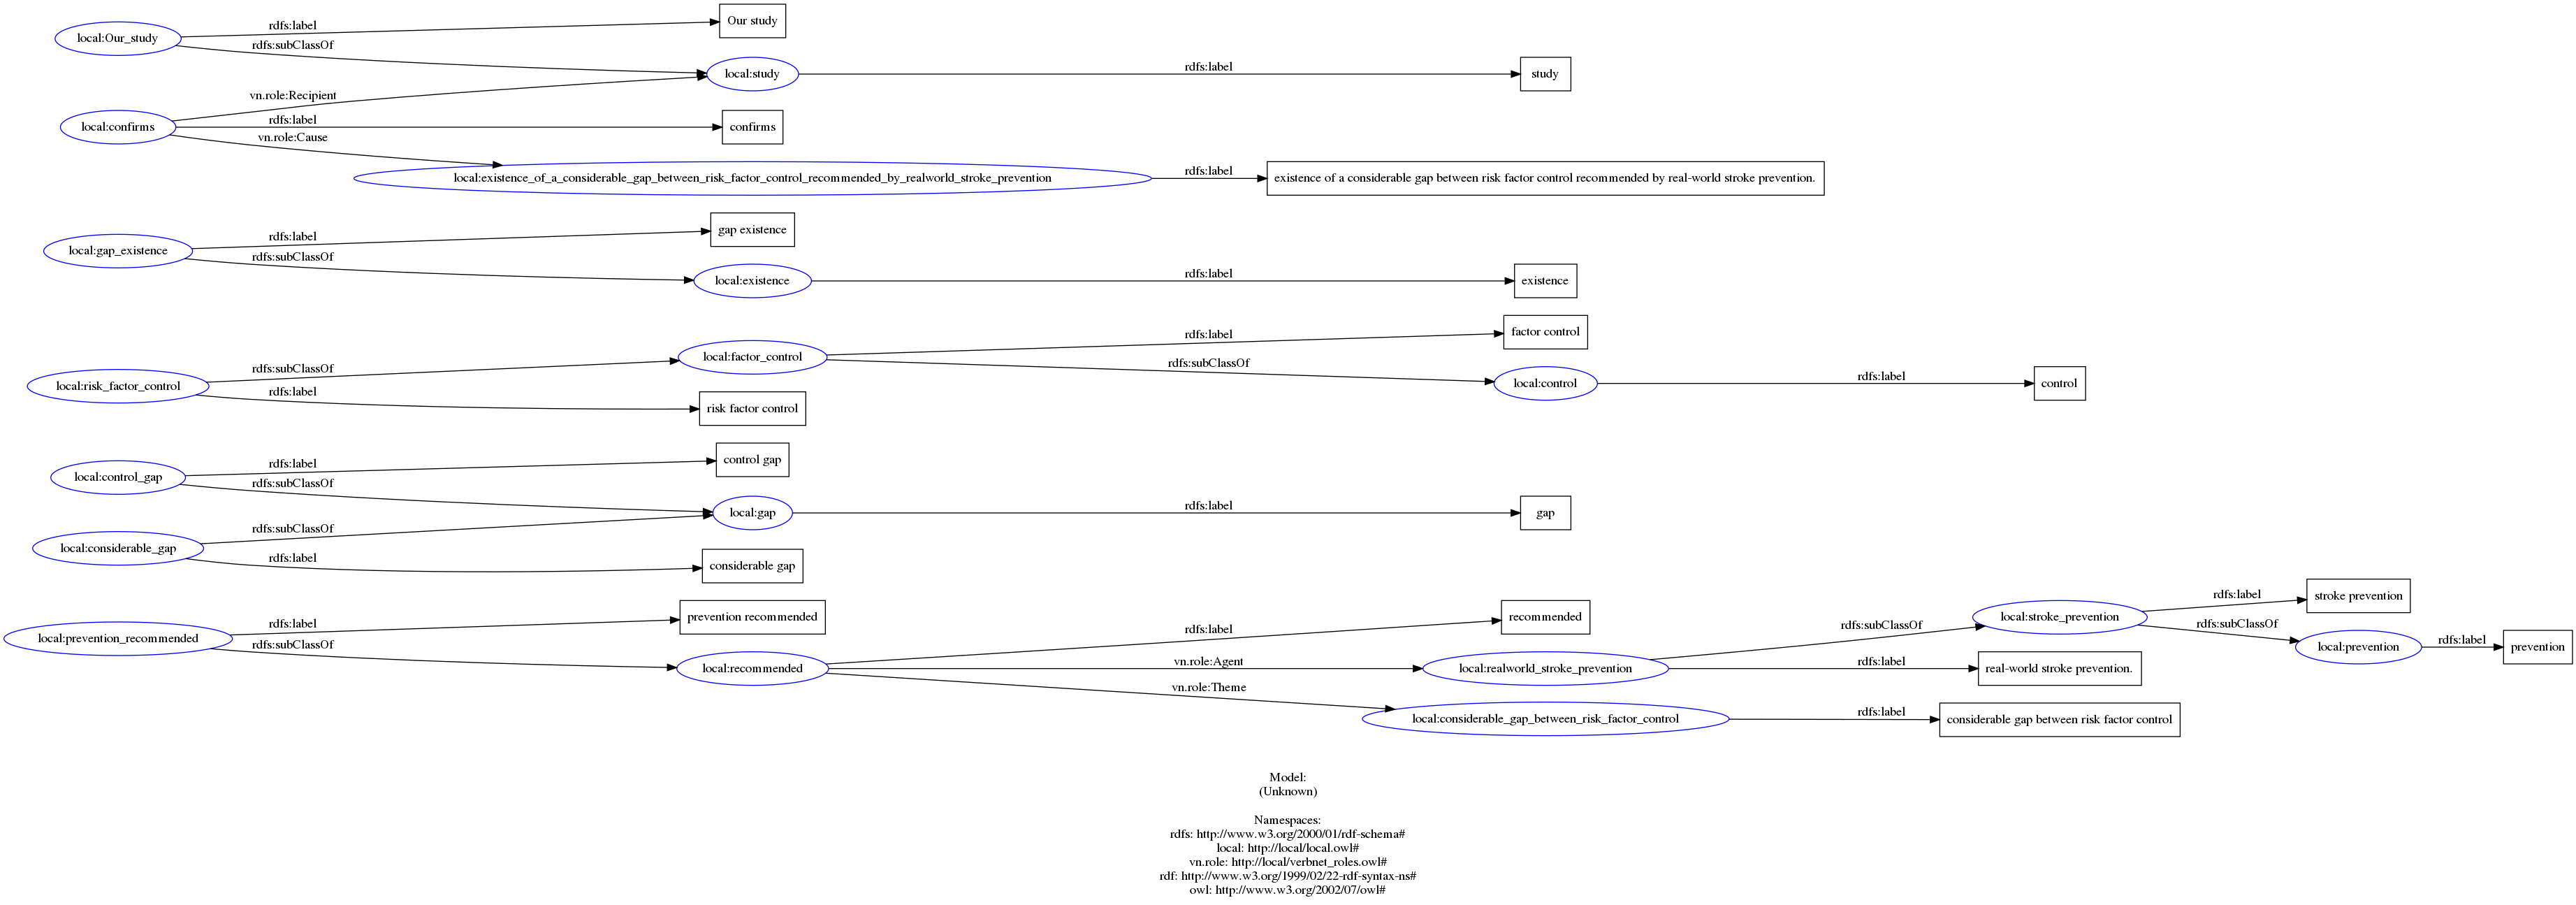 rdfs:label
Our study
local:Our_study
rdfs:subClassOf
local:study
rdfs:label
study
vn.role:Recipient
local:confirms
rdfs:label
confirms
vn.role:Cause
local:existence_of_a_considerable_gap_between_risk_factor_control_recommended_by_realworld_stroke_prevention
rdfs:label
existence of a considerable gap between risk factor control recommended by real-world stroke prevention.
rdfs:label
gap existence
local:gap_existence
rdfs:subClassOf
local:existence
rdfs:label
existence
rdfs:label
factor control
local:factor_control
rdfs:subClassOf
rdfs:subClassOf
local:control
rdfs:label
control
local:risk_factor_control
rdfs:label
risk factor control
rdfs:label
control gap
local:control_gap
rdfs:subClassOf
local:gap
rdfs:label
gap
rdfs:subClassOf
local:considerable_gap
rdfs:label
considerable gap
rdfs:label
prevention recommended
local:prevention_recommended
rdfs:subClassOf
local:recommended
rdfs:label
recommended
vn.role:Agent
local:realworld_stroke_prevention
rdfs:subClassOf
local:stroke_prevention
rdfs:label
stroke prevention
rdfs:subClassOf
local:prevention
rdfs:label
prevention
rdfs:label
real-world stroke prevention.
vn.role:Theme
local:considerable_gap_between_risk_factor_control
rdfs:label
considerable gap between risk factor control
Model:
(Unknown)
Namespaces:
rdfs: http://www.w3.org/2000/01/rdf-schema#
local: http://local/local.owl#
vn.role: http://local/verbnet_roles.owl#
rdf: http://www.w3.org/1999/02/22-rdf-syntax-ns#
owl: http://www.w3.org/2002/07/owl#